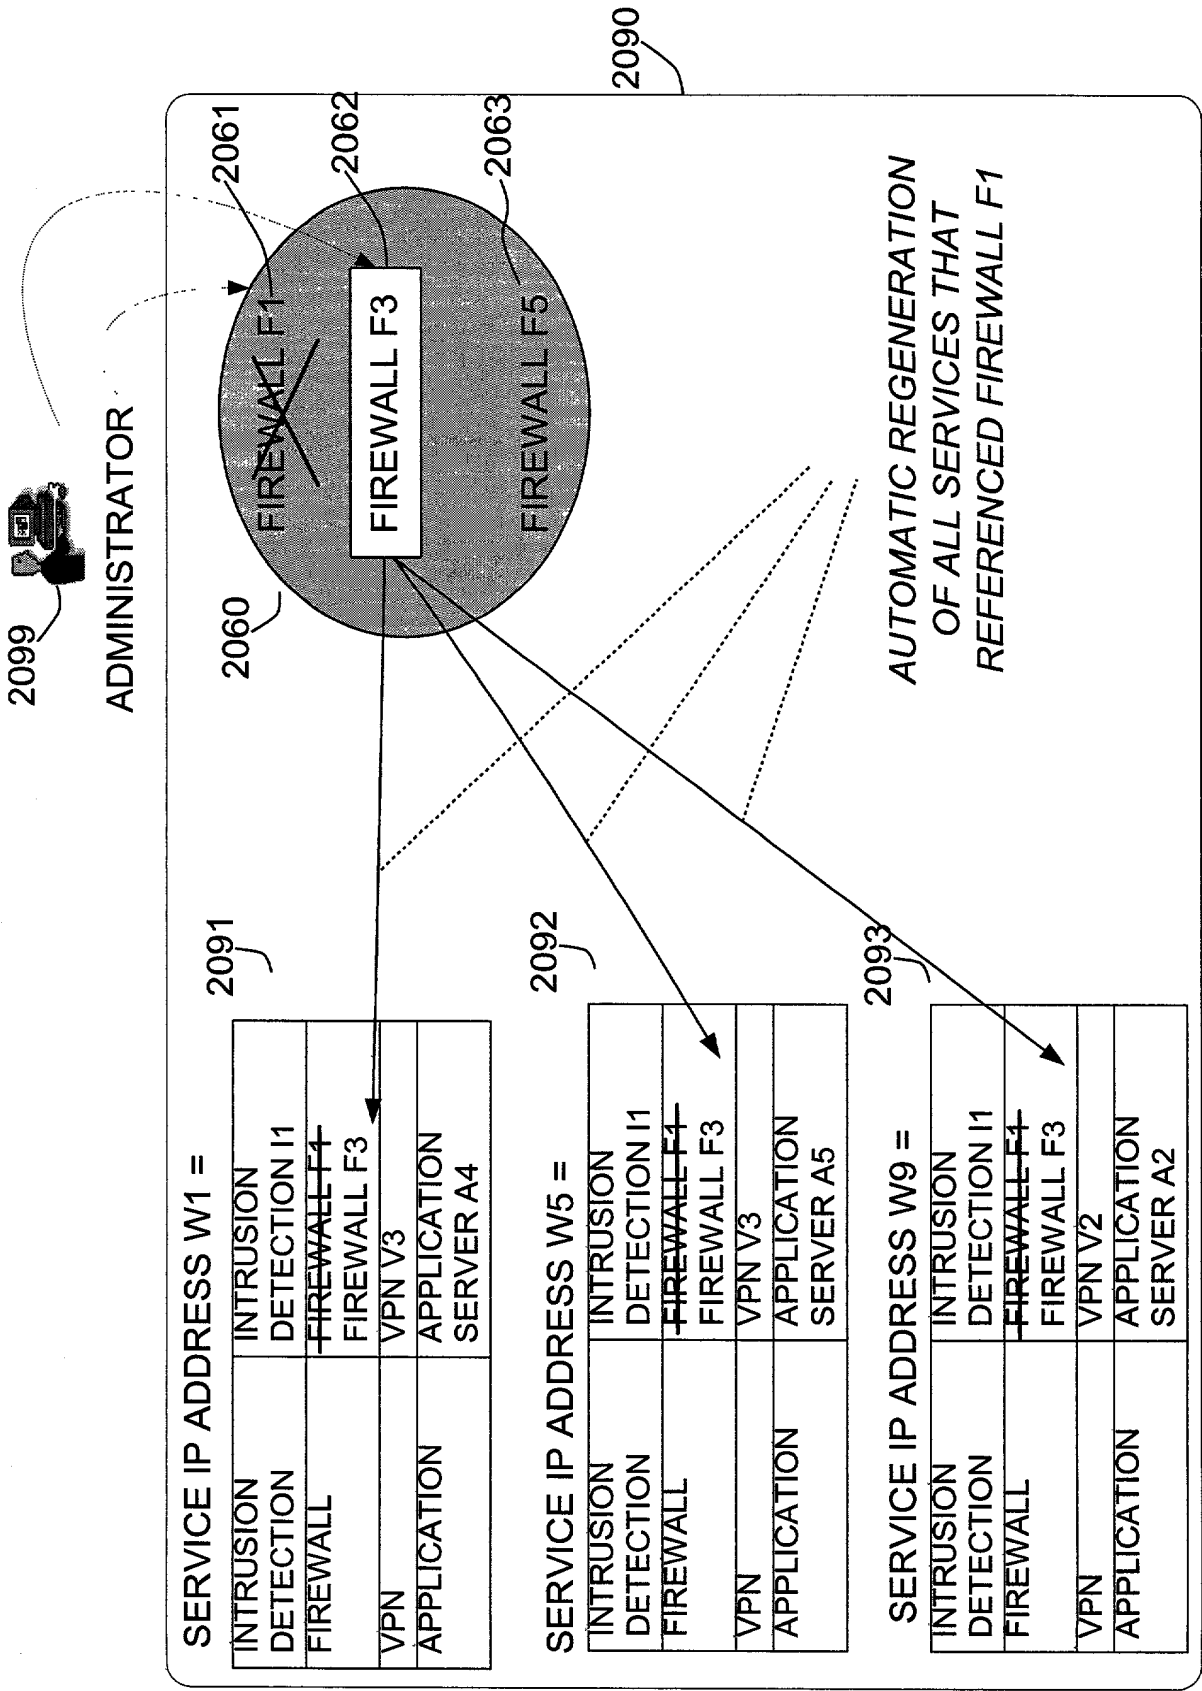 2099
ADMINISTRATOR
SERVICE IP ADDRESS W1 =
INTRUSION
DETECTION
INTRUSION
DETECTION I1
FIREWALL
FIREWALL F1
FIREWALL F3
VPN
VPN V3
APPLICATION
APPLICATION
SERVER A4
2091
SERVICE IP ADDRESS W5 =
INTRUSION
DETECTION
INTRUSION
DETECTION I1
FIREWALL
FIREWALL F1
FIREWALL F3
VPN
VPN V3
APPLICATION
APPLICATION
SERVER A5
2092
SERVICE IP ADDRESS W9 =
INTRUSION
DETECTION
INTRUSION
DETECTION I1
FIREWALL
FIREWALL F1
FIREWALL F3
VPN
VPN V2
APPLICATION
APPLICATION
SERVER A2
2093
2060
FIREWALL F1
2061
FIREWALL F3
2062
FIREWALL F5
2063
AUTOMATIC REGENERATION
OF ALL SERVICES THAT
REFERENCED FIREWALL F1
2090